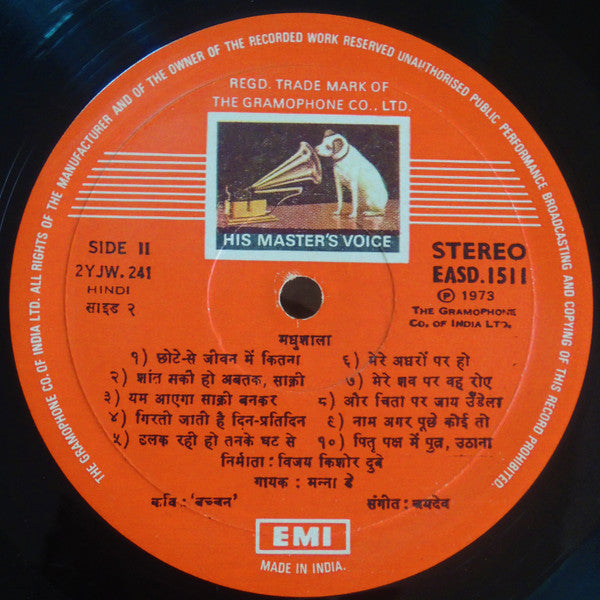 ALL RIGHTS OF THE MANUFACTURER AND OF THE OWNER OF THE RECORDED WORK RESERVED UNAUTHORISED PUBLIC PERFORMANCE BROADCASTING AND COPYING OF THIS RECORD PROHIBITED
THE GRAMOPHONE CO. OF INDIA LTD.
REGD. TRADE MARK OF
THE GRAMOPHONE CO., LTD.
HIS MASTER'S VOICE
SIDE II
2YJW. 241
HINDI
साइड २
STEREO
EASD. 1511
Ⓟ 1973
THE GRAMOPHONE
CO. OF INDIA LTD.
मधुशाला
१) छोटे-से जीवन में कितना
२) शांत सकी हो अबतक, साक़ी
३) यम आएगा साक़ी बनकर
४) गिरती जाती है दिन-प्रतिदिन
५) ढलक रही हो तनके घट से
६) मेरे अधरों पर हो
७) मेरे शव पर वह रोए
८) और चिता पर जाय उँडेला
९) नाम अगर पूछे कोई तो
१०) पितृ पक्ष में पुत्र, उठाना
निर्माता : विजय किशोर दुबे
गायक : मन्ना डे
कवि : 'बच्चन'
संगीत : जयदेव
EMI
MADE IN INDIA.